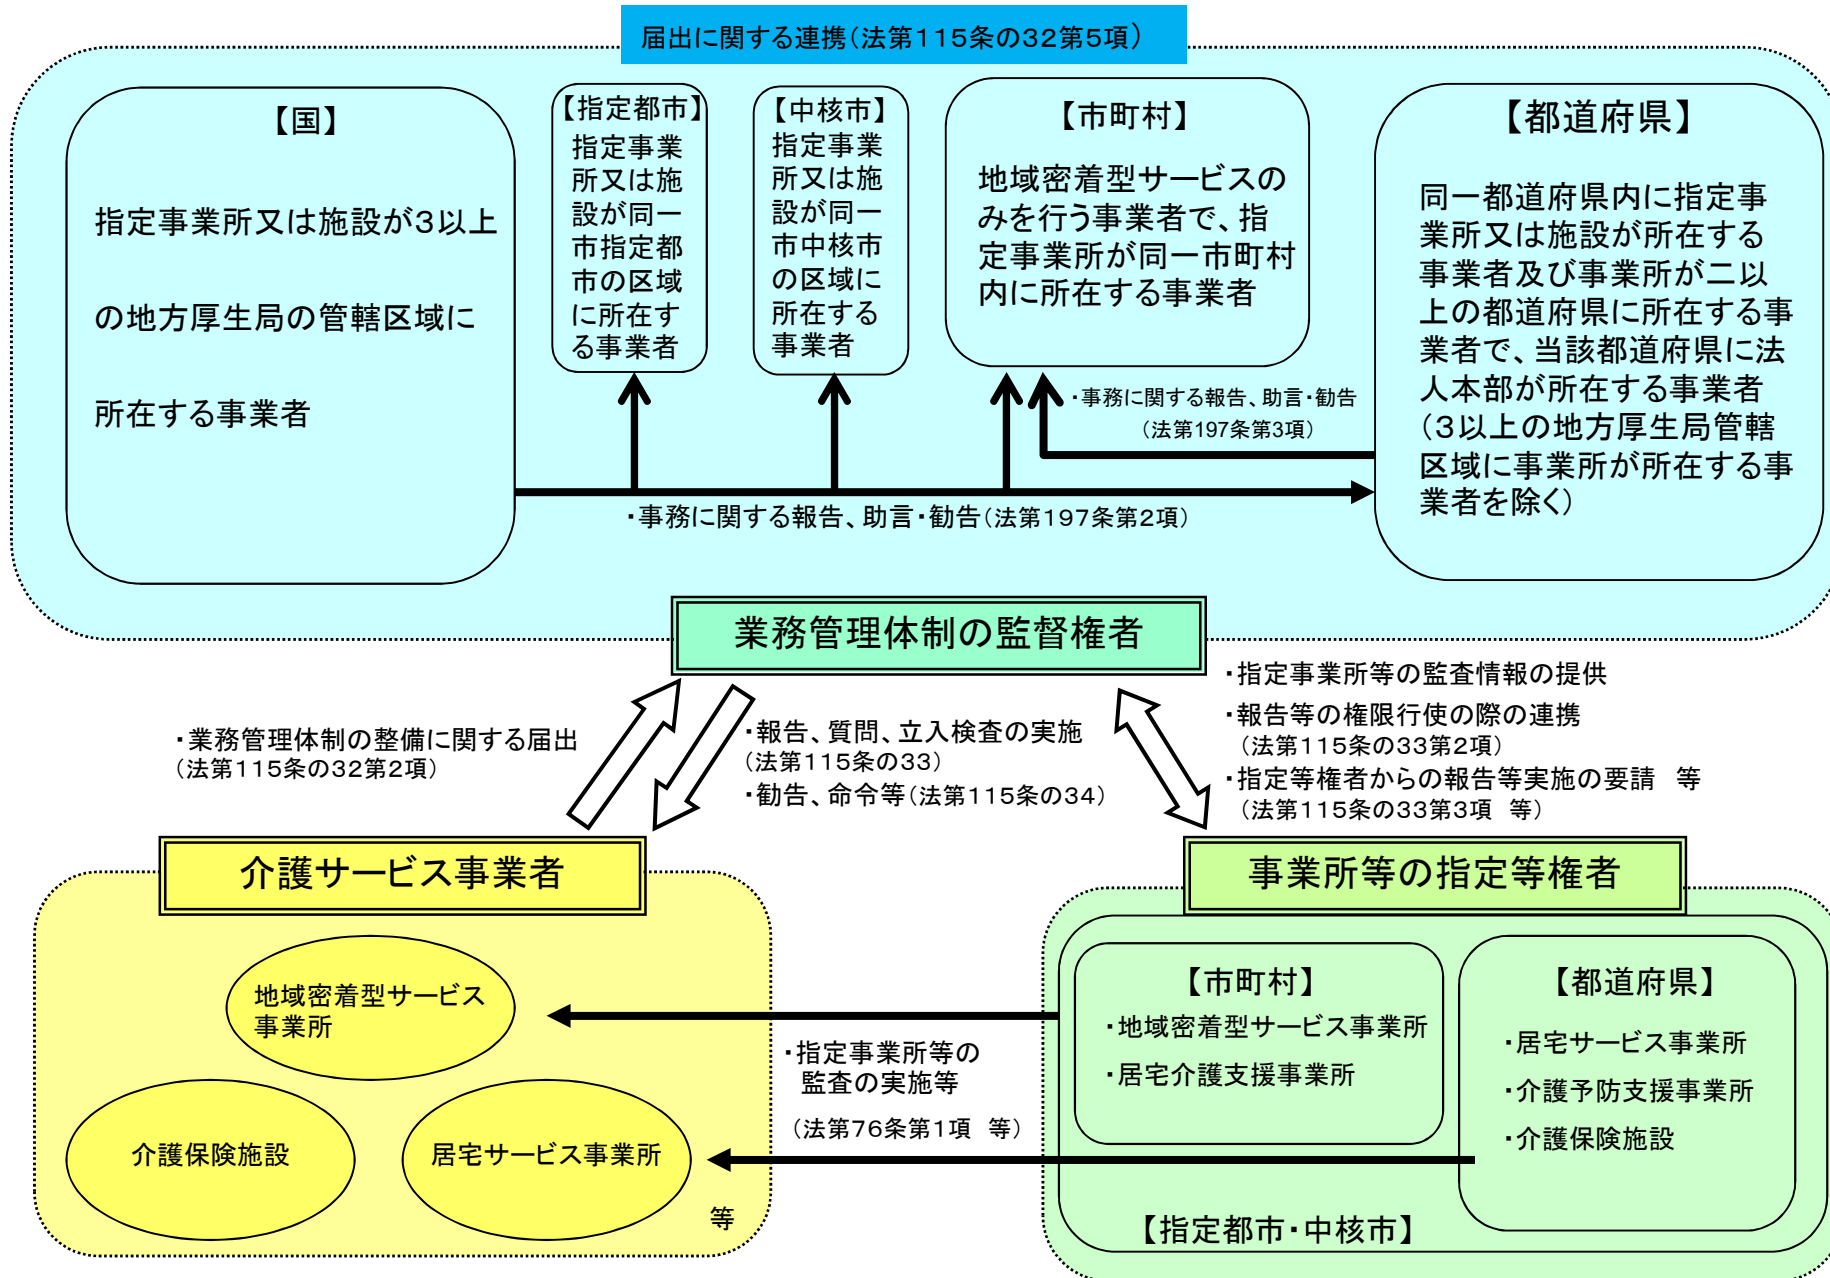 届出に関する連携(法第115条の32第5項)
【国】
指定事業所又は施設が3以上
の地方厚生局の管轄区域に
所在する事業者
【指定都市】
指定事業
所又は施
設が同一
市指定都
市の区域
に所在す
る事業者
【中核市】
指定事業
所又は施
設が同一
市中核市
の区域に
所在する
事業者
【市町村】
地域密着型サービスの
みを行う事業者で、指
定事業所が同一市町村
内に所在する事業者
【都道府県】
同一都道府県内に指定事
業所又は施設が所在する
事業者及び事業所が二以
上の都道府県に所在する事
業者で、当該都道府県に法
人本部が所在する事業者
(3以上の地方厚生局管轄
区域に事業所が所在する事
業者を除く)
・事務に関する報告、助言・勧告
(法第197条第3項)
・事務に関する報告、助言・勧告(法第197条第2項)
業務管理体制の監督権者
・業務管理体制の整備に関する届出
(法第115条の32第2項)
・報告、質問、立入検査の実施
(法第115条の33)
・勧告、命令等(法第115条の34)
・指定事業所等の監査情報の提供
・報告等の権限行使の際の連携
(法第115条の33第2項)
・指定等権者からの報告等実施の要請 等
(法第115条の33第3項 等)
介護サービス事業者
地域密着型サービス
事業所
介護保険施設
居宅サービス事業所
等
・指定事業所等の
監査の実施等
(法第76条第1項 等)
事業所等の指定等権者
【市町村】
・地域密着型サービス事業所
・居宅介護支援事業所
【都道府県】
・居宅サービス事業所
・介護予防支援事業所
・介護保険施設
【指定都市・中核市】